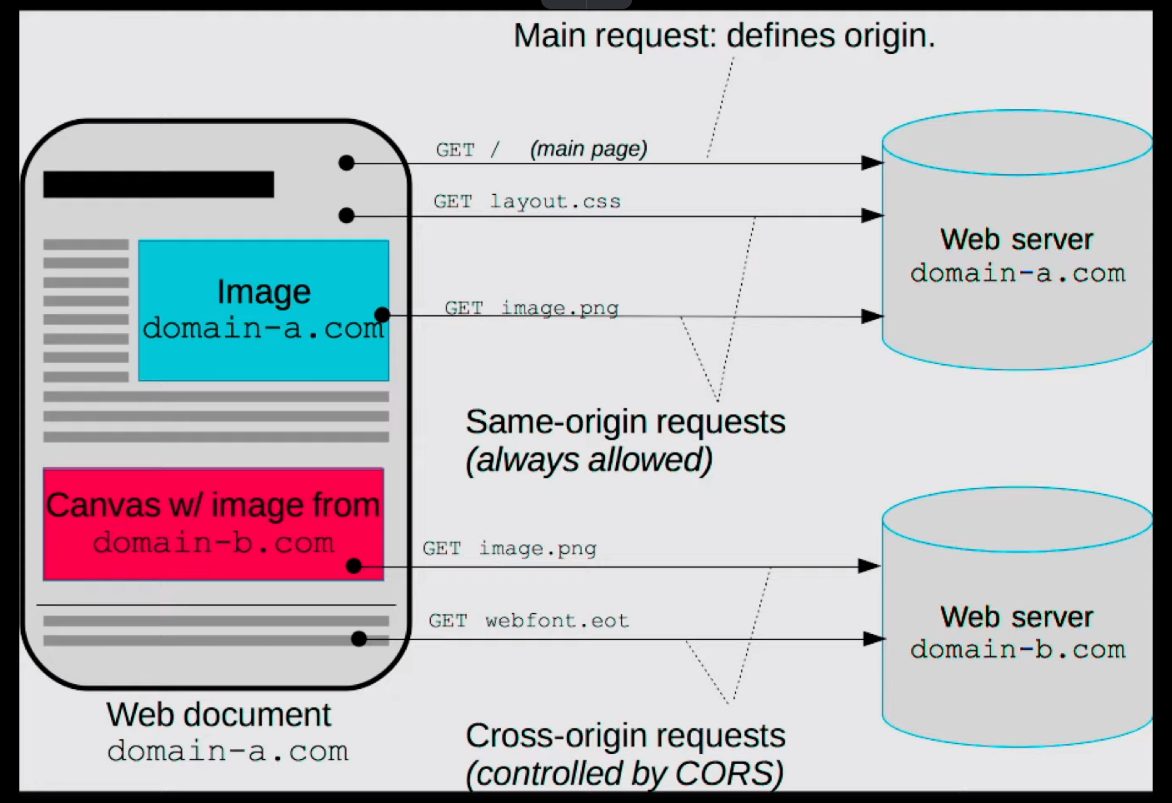 Main request: defines origin.
GET / (main page)
GET layout.css
Image
domain-a.com
GET image.png
Web server
domain-a.com
Same-origin requests
(always allowed)
Canvas w/ image from
domain-b.com
GET image.png
GET webfont.eot
Web server
domain-b.com
Web document
domain-a.com
Cross-origin requests
(controlled by CORS)